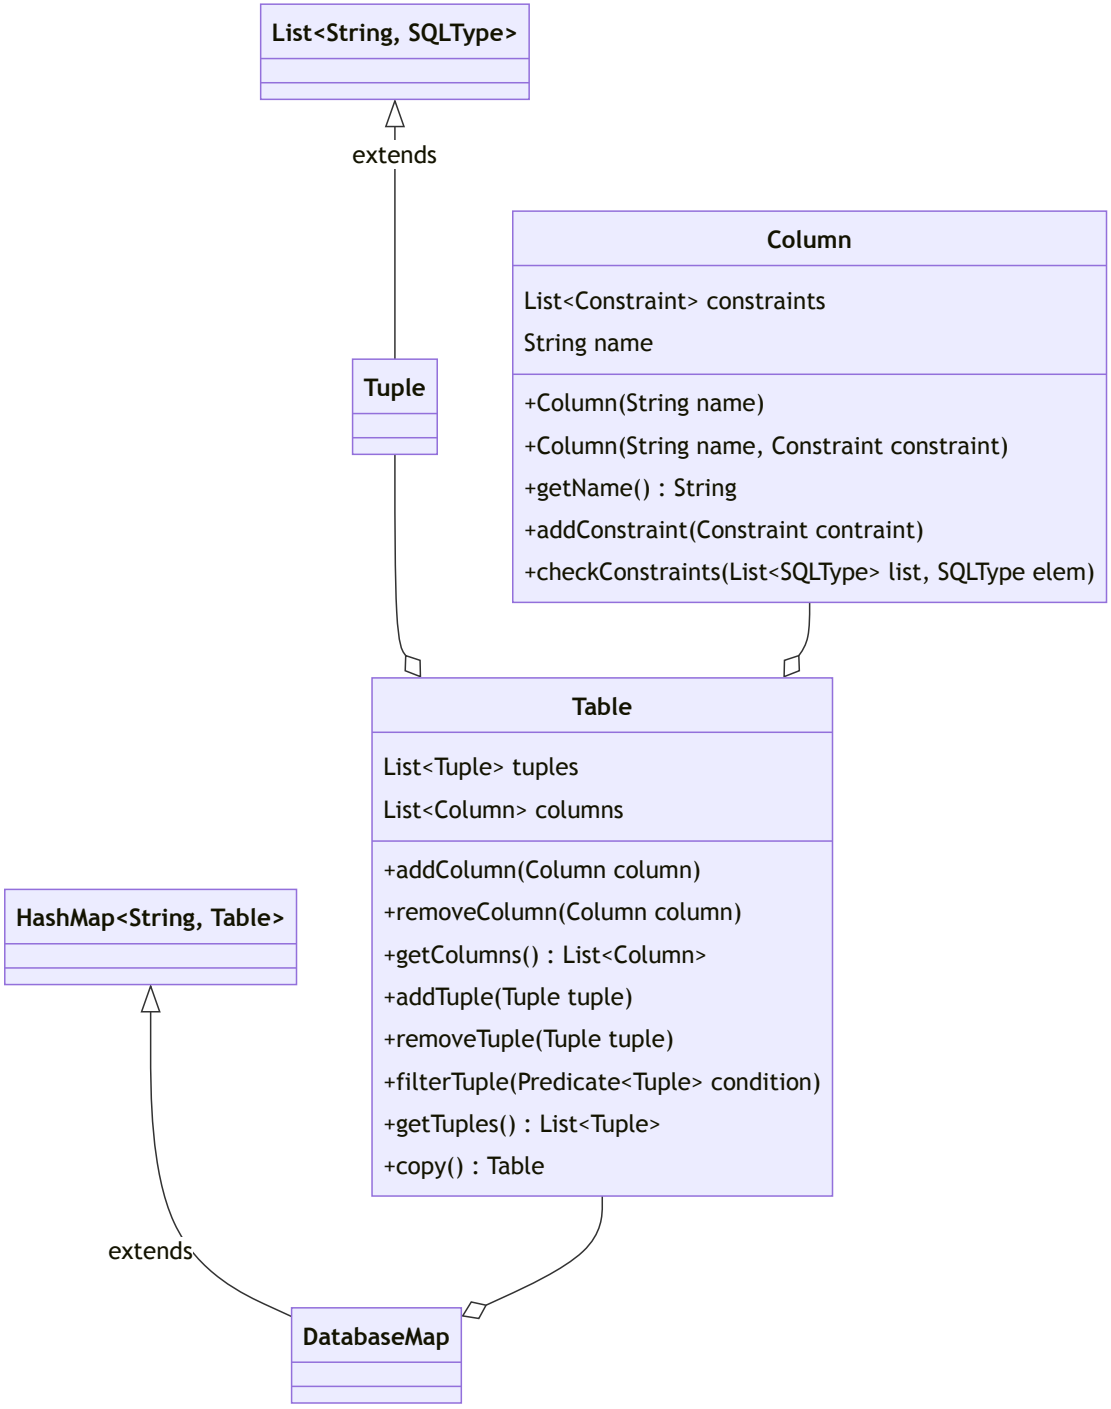 List<String, SQLType>
extends
Column
List<Constraint> constraints
String name
+Column(String name)
+Column(String name, Constraint constraint)
+getName() : String
+addConstraint(Constraint contraint)
+checkConstraints(List<SQLType> list, SQLType elem)
Tuple
Table
List<Tuple> tuples
List<Column> columns
+addColumn(Column column)
+removeColumn(Column column)
+getColumns() : List<Column>
+addTuple(Tuple tuple)
+removeTuple(Tuple tuple)
+filterTuple(Predicate<Tuple> condition)
+getTuples() : List<Tuple>
+copy() : Table
HashMap<String, Table>
extends
DatabaseMap